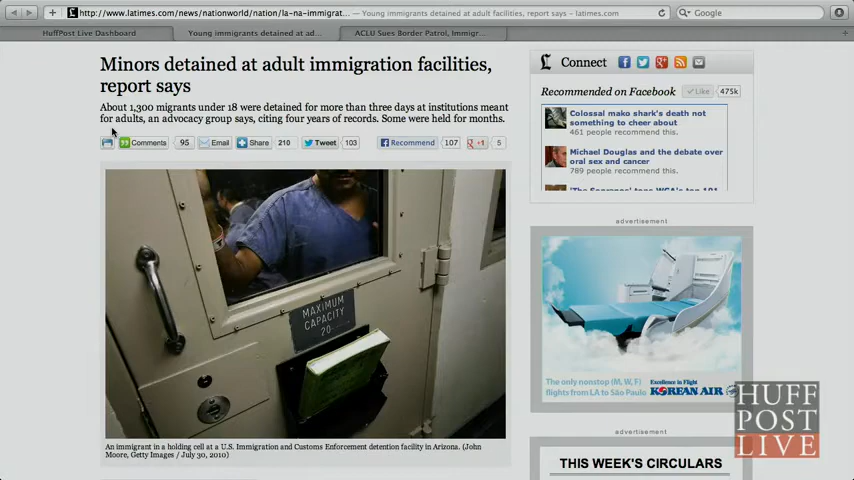 http://www.latimes.com/news/nationworld/nation/la-na-immigrat... — Young immigrants detained at adult facilities, report says – latimes.com
Google
HuffPost Live Dashboard
Young immigrants detained at ad...
ACLU Sues Border Patrol, Immigr...
Minors detained at adult immigration facilities,
report says
About 1,300 migrants under 18 were detained for more than three days at institutions meant
for adults, an advocacy group says, citing four years of records. Some were held for months.
Comments 95 Email Share 210 Tweet 103 Recommend 107 +1 5
MAXIMUM
CAPACITY
20
An immigrant in a holding cell at a U.S. Immigration and Customs Enforcement detention facility in Arizona. (John
Moore, Getty Images / July 30, 2010)
Connect
Recommended on Facebook
Like 475k
Colossal mako shark's death not
something to cheer about
461 people recommend this.
Michael Douglas and the debate over
oral sex and cancer
789 people recommend this.
'The Sopranos' tops WGA's top 101
advertisement
The only nonstop (M, W, F)
flights from LA to São Paulo
Excellence in Flight
KOREAN AIR
advertisement
THIS WEEK'S CIRCULARS
HUFF
POST
LIVE